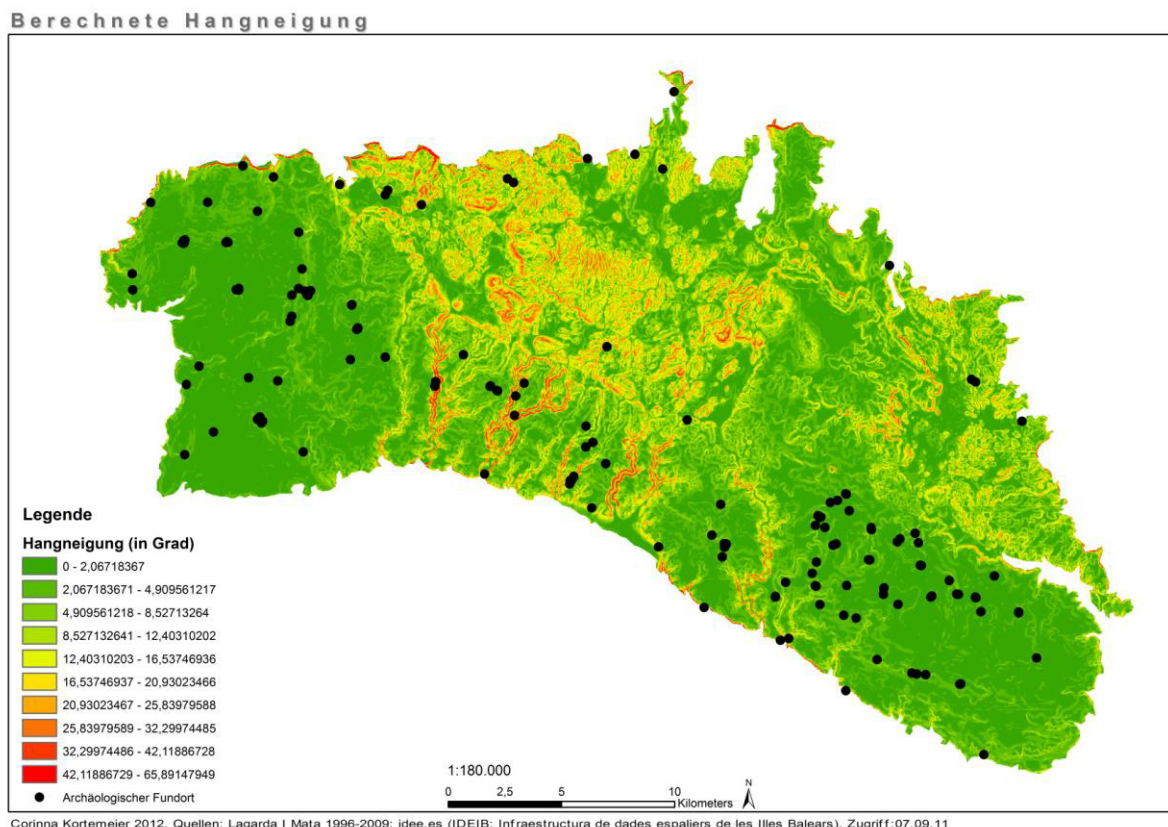 Berechnete Hangneigung
Legende
Hangneigung (in Grad)
0 - 2,06718367
2,067183671 - 4,909561217
4,909561218 - 8,52713264
8,527132641 - 12,40310202
12,40310203 - 16,53746936
16,53746937 - 20,93023466
20,93023467 - 25,83979588
25,83979589 - 32,29974485
32,29974486 - 42,11886728
42,11886729 - 65,89147949
Archäologischer Fundort
1:180.000
N
0 2,5 5 10
Kilometers
Corinna Kortemeier 2012. Quellen: Lagarda I Mata 1996-2009; idee.es (IDEIB: Infraestructura de dades espaliers de les Illes Balears). Zugriff:07.09.11